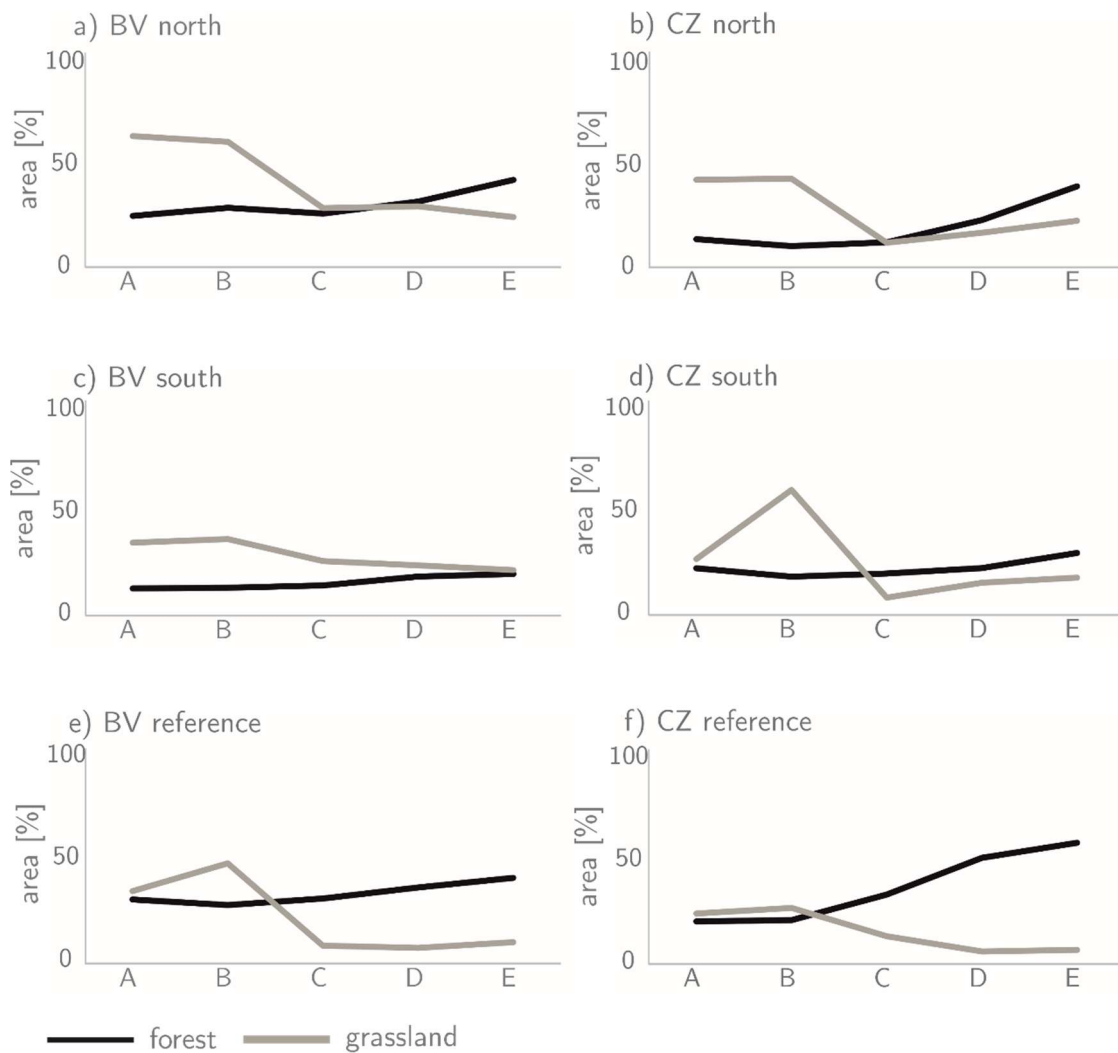 a) BV north
100
area [%]
50
0
A B C D E
b) CZ north
100
area [%]
50
0
A B C D E
c) BV south
100
area [%]
50
0
A B C D E
d) CZ south
100
area [%]
50
0
A B C D E
e) BV reference
100
area [%]
50
0
A B C D E
f) CZ reference
100
area [%]
50
0
A B C D E
forest grassland